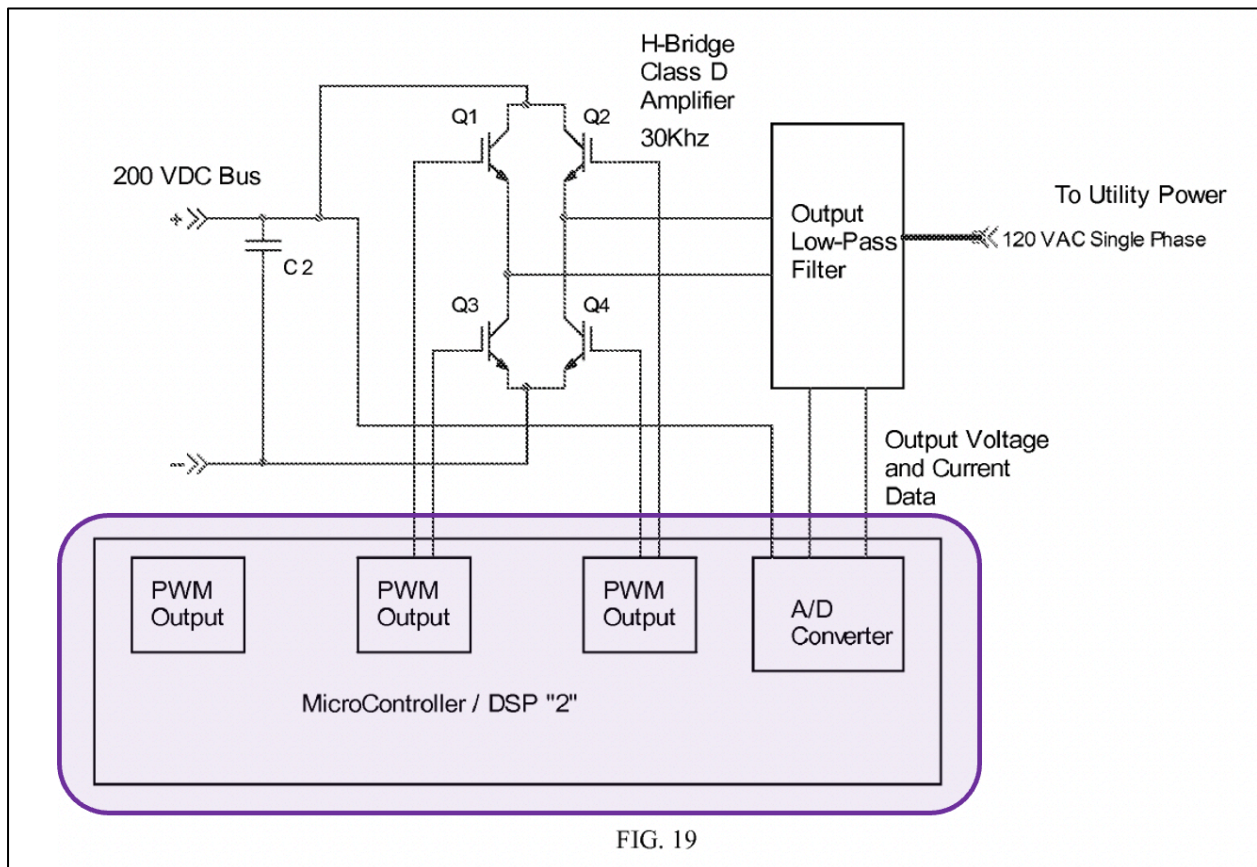 H-Bridge
Class D
Amplifier
30Khz
Q1
Q2
200 VDC Bus
+
C2
Output
Low-Pass
Filter
To Utility Power
120 VAC Single Phase
Q3
Q4
-
Output Voltage
and Current
Data
PWM
Output
PWM
Output
PWM
Output
A/D
Converter
MicroController / DSP "2"
FIG. 19